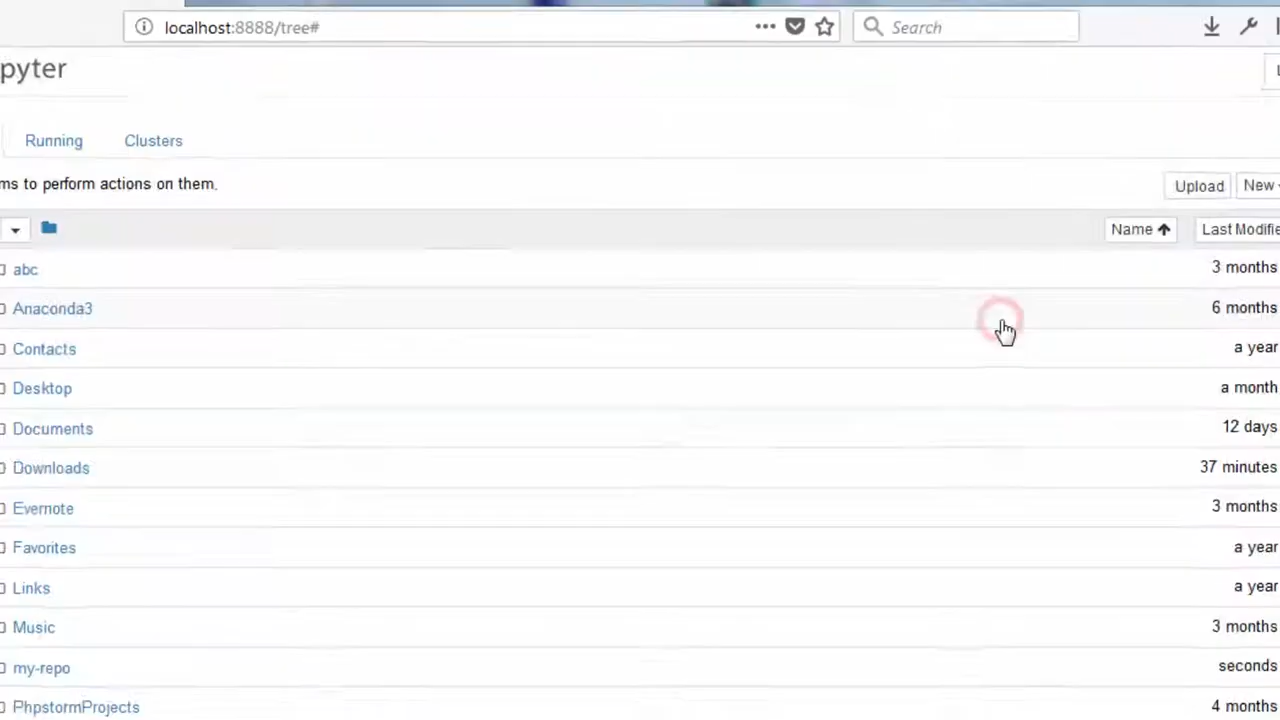 localhost:8888/tree#
Search
pyter
Running Clusters
ms to perform actions on them.
Upload New
Name Last Modifie
abc 3 months
Anaconda3 6 months
Contacts a year
Desktop a month
Documents 12 days
Downloads 37 minutes
Evernote 3 months
Favorites a year
Links a year
Music 3 months
my-repo seconds
PhpstormProjects 4 months